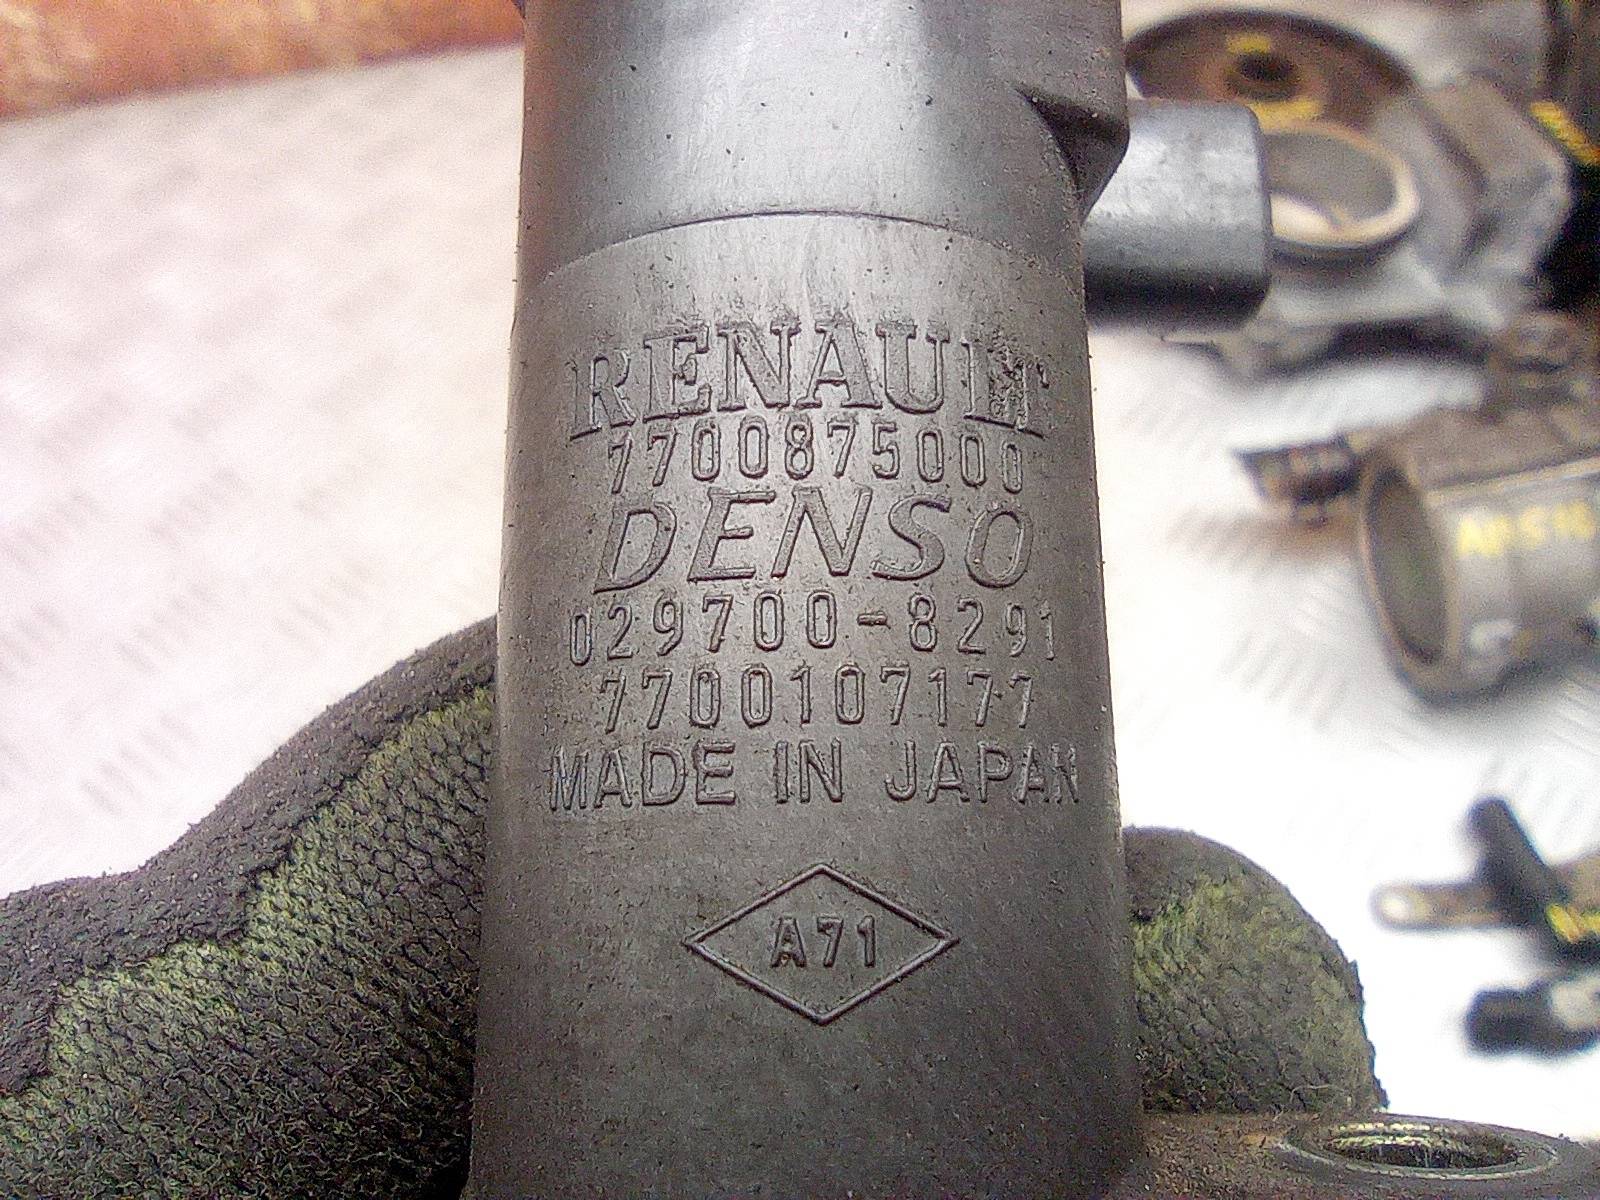 RENAULT
7700875000
DENSO
029700-8291
7700107177
MADE IN JAPAN
A71